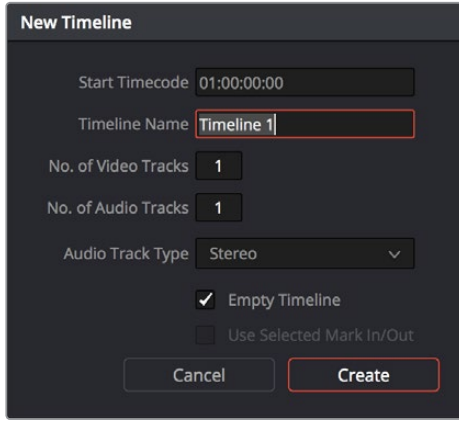 New Timeline
Start Timecode 01:00:00:00
Timeline Name Timeline 1
No. of Video Tracks 1
No. of Audio Tracks 1
Audio Track Type Stereo
Empty Timeline
Use Selected Mark In/Out
Cancel Create